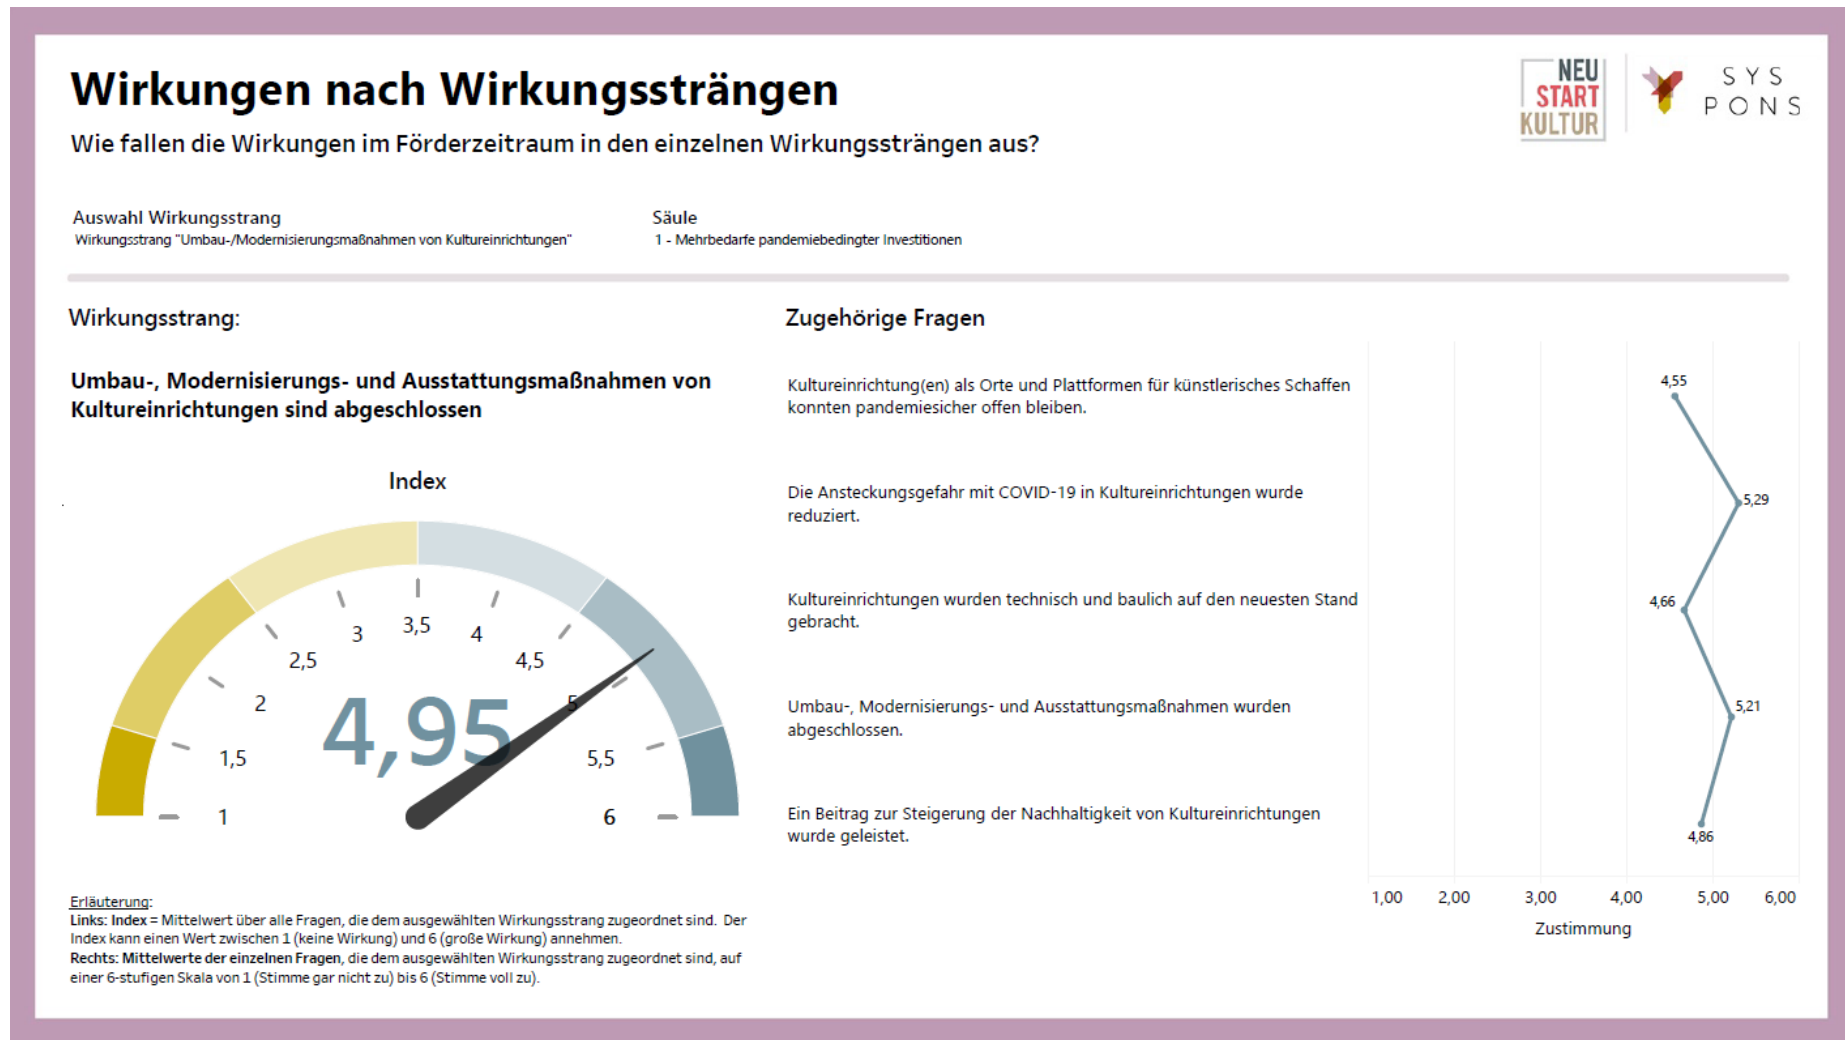 Wirkungen nach Wirkungssträngen
Wie fallen die Wirkungen im Förderzeitraum in den einzelnen Wirkungssträngen aus?
NEU
START
KULTUR
SYS
PONS
Auswahl Wirkungsstrang
Wirkungsstrang "Umbau-/Modernisierungsmaßnahmen von Kultureinrichtungen"
Säule
1 - Mehrbedarfe pandemiebedingter Investitionen
Wirkungsstrang:
Umbau-, Modernisierungs- und Ausstattungsmaßnahmen von
Kultureinrichtungen sind abgeschlossen
Index
1
1,5
2
2,5
3
3,5
4
4,5
5
5,5
6
4,95
Erläuterung:
Links: Index = Mittelwert über alle Fragen, die dem ausgewählten Wirkungsstrang zugeordnet sind. Der
Index kann einen Wert zwischen 1 (keine Wirkung) und 6 (große Wirkung) annehmen.
Rechts: Mittelwerte der einzelnen Fragen, die dem ausgewählten Wirkungsstrang zugeordnet sind, auf
einer 6-stufigen Skala von 1 (Stimme gar nicht zu) bis 6 (Stimme voll zu).
Zugehörige Fragen
Kultureinrichtung(en) als Orte und Plattformen für künstlerisches Schaffen
konnten pandemiesicher offen bleiben.
4,55
Die Ansteckungsgefahr mit COVID-19 in Kultureinrichtungen wurde
reduziert.
5,29
Kultureinrichtungen wurden technisch und baulich auf den neuesten Stand
gebracht.
4,66
Umbau-, Modernisierungs- und Ausstattungsmaßnahmen wurden
abgeschlossen.
5,21
Ein Beitrag zur Steigerung der Nachhaltigkeit von Kultureinrichtungen
wurde geleistet.
4,86
1,00 2,00 3,00 4,00 5,00 6,00
Zustimmung